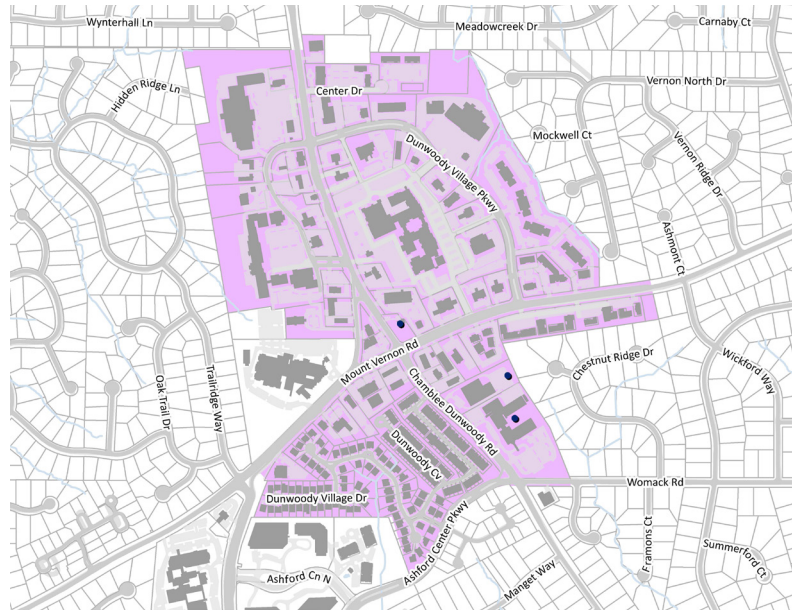 Wynterhall Ln
Meadowcreek Dr
Carnaby Ct
Hidden Ridge Ln
Center Dr
Vernon North Dr
Mockwell Ct
Dunwoody Village Pkwy
Vernon Ridge Dr
Ashmont Ct
Mount Vernon Rd
Chestnut Ridge Dr
Wickford Way
Trailridge Way
Oak Trail Dr
Chamblee Dunwoody Rd
Dunwoody Cv
Womack Rd
Dunwoody Village Dr
Ashford Center Pkwy
Framons Ct
Summerford Ct
Ashford Cn N
Manget Way